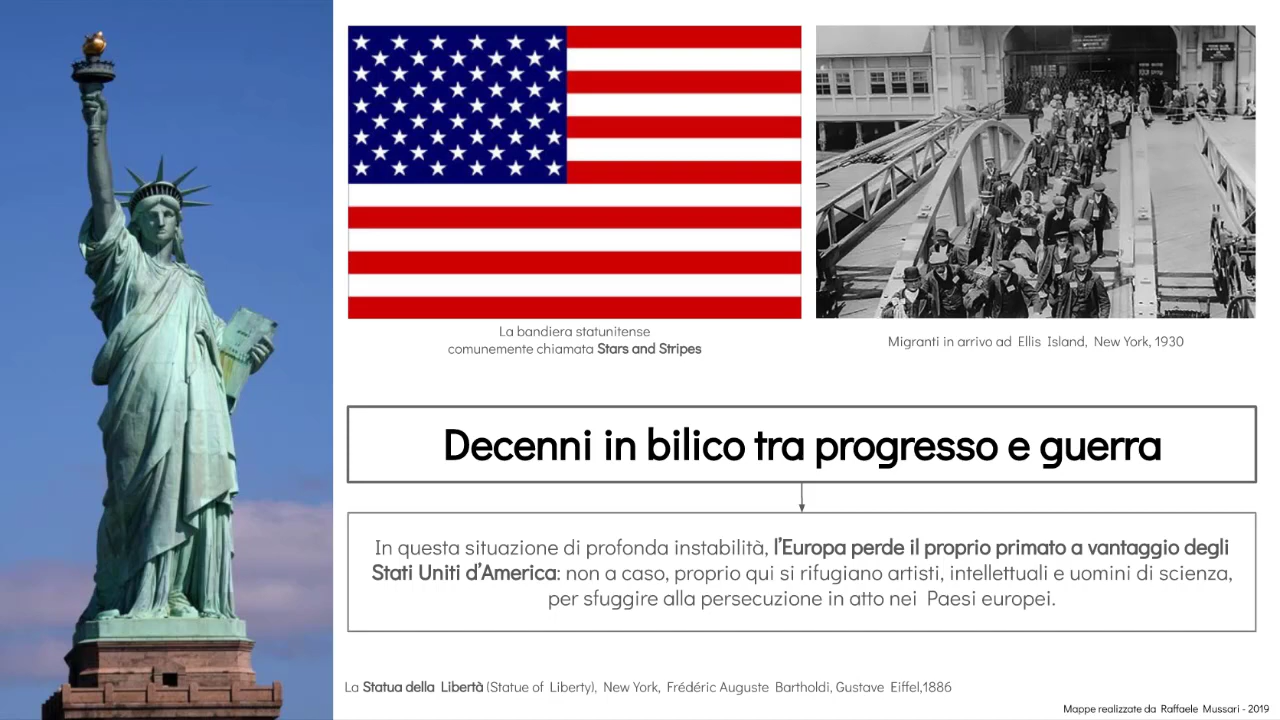 La bandiera statunitense
comunemente chiamata Stars and Stripes
Migranti in arrivo ad Ellis Island, New York, 1930
Decenni in bilico tra progresso e guerra
In questa situazione di profonda instabilità, l'Europa perde il proprio primato a vantaggio degli
Stati Uniti d'America: non a caso, proprio qui si rifugiano artisti, intellettuali e uomini di scienza,
per sfuggire alla persecuzione in atto nei Paesi europei.
La Statua della Libertà (Statue of Liberty), New York, Frédéric Auguste Bartholdi, Gustave Eiffel,1886
Mappe realizzate da Raffaele Mussari - 2019